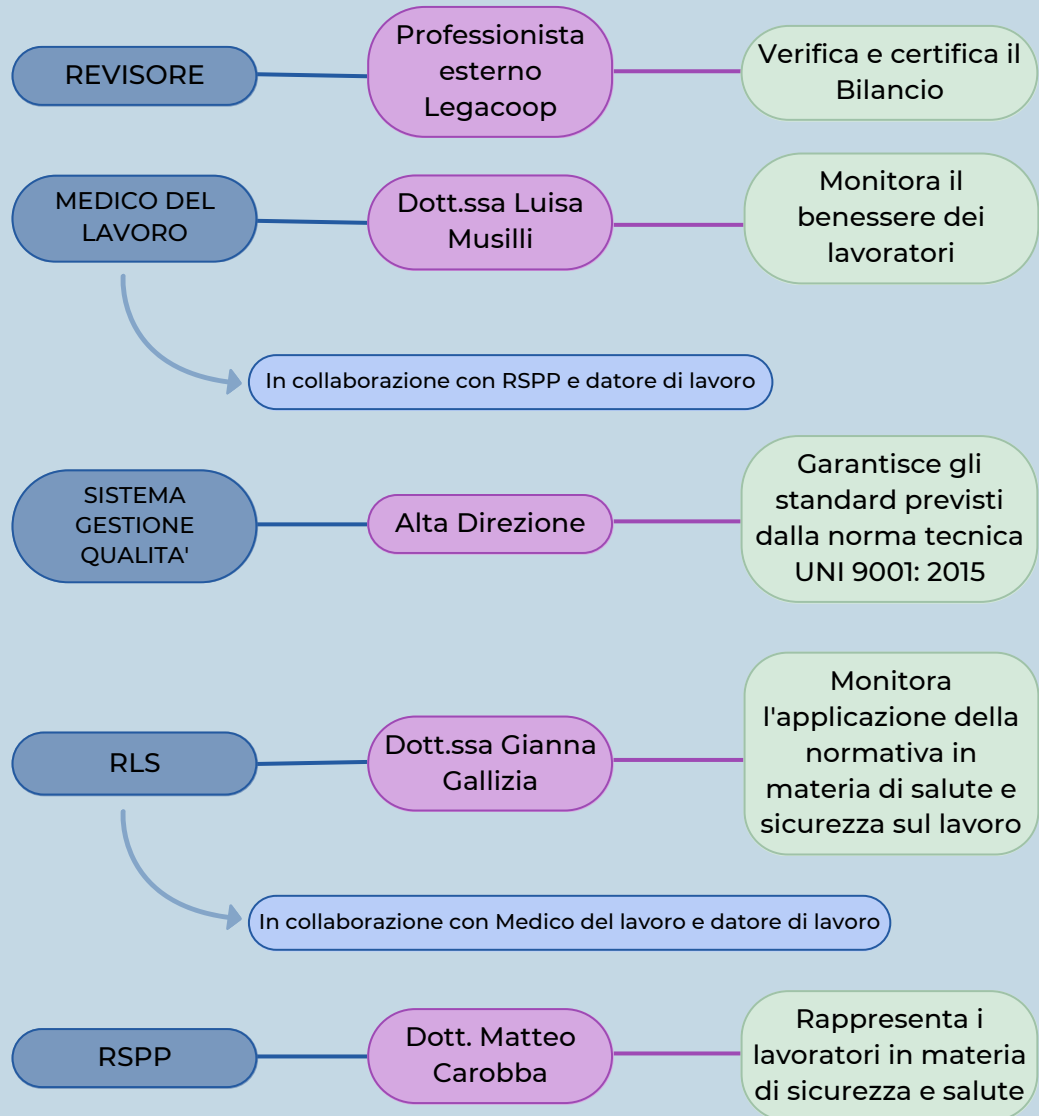 REVISORE
Professionista
esterno
Legacoop
Verifica e certifica il
Bilancio
MEDICO DEL
LAVORO
Dott.ssa Luisa
Musilli
Monitora il
benessere dei
lavoratori
In collaborazione con RSPP e datore di lavoro
SISTEMA
GESTIONE
QUALITA'
Alta Direzione
Garantisce gli
standard previsti
dalla norma tecnica
UNI 9001: 2015
RLS
Dott.ssa Gianna
Gallizia
Monitora
l'applicazione della
normativa in
materia di salute e
sicurezza sul lavoro
In collaborazione con Medico del lavoro e datore di lavoro
RSPP
Dott. Matteo
Carobba
Rappresenta i
lavoratori in materia
di sicurezza e salute